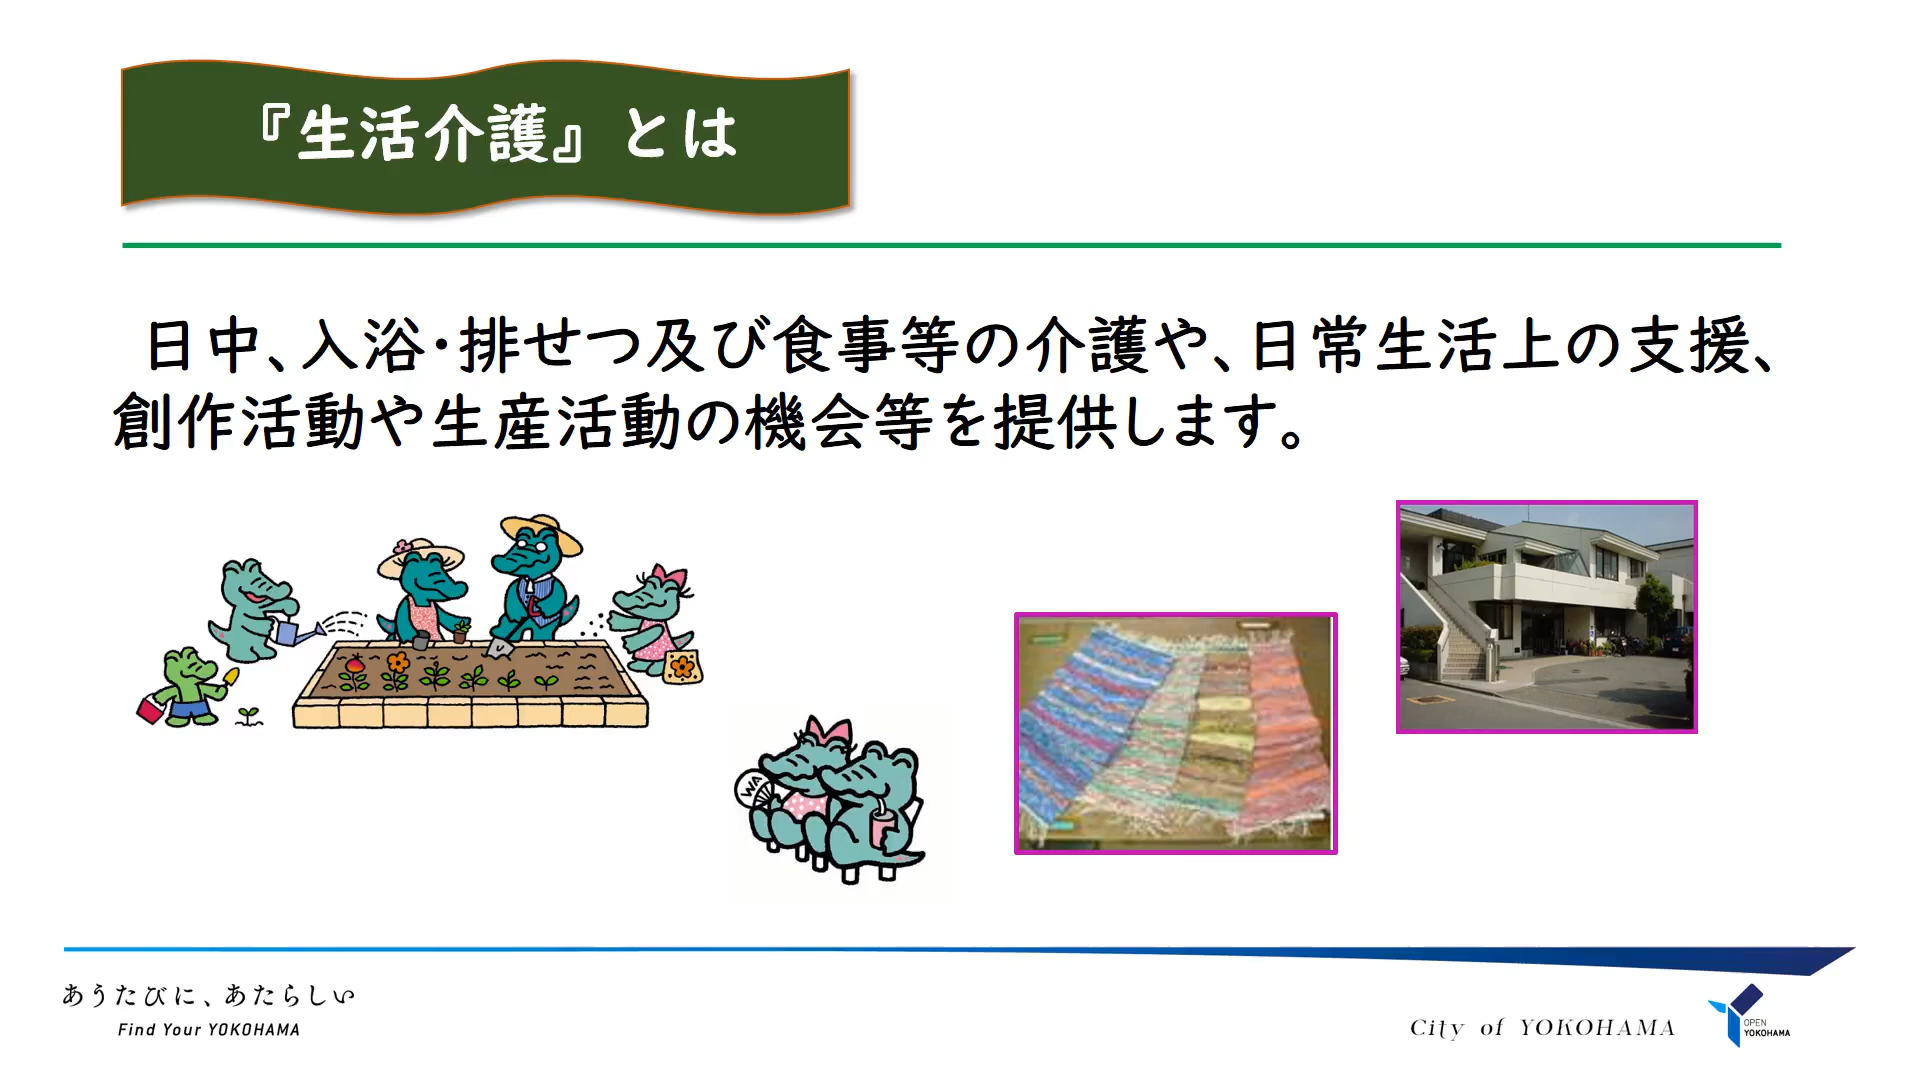 『生活介護』とは
日中、入浴・排せつ及び食事等の介護や、日常生活上の支援、
創作活動や生産活動の機会等を提供します。
WA
あうたびに、あたらしい
Find Your YOKOHAMA
City of YOKOHAMA
OPEN
YOKOHAMA